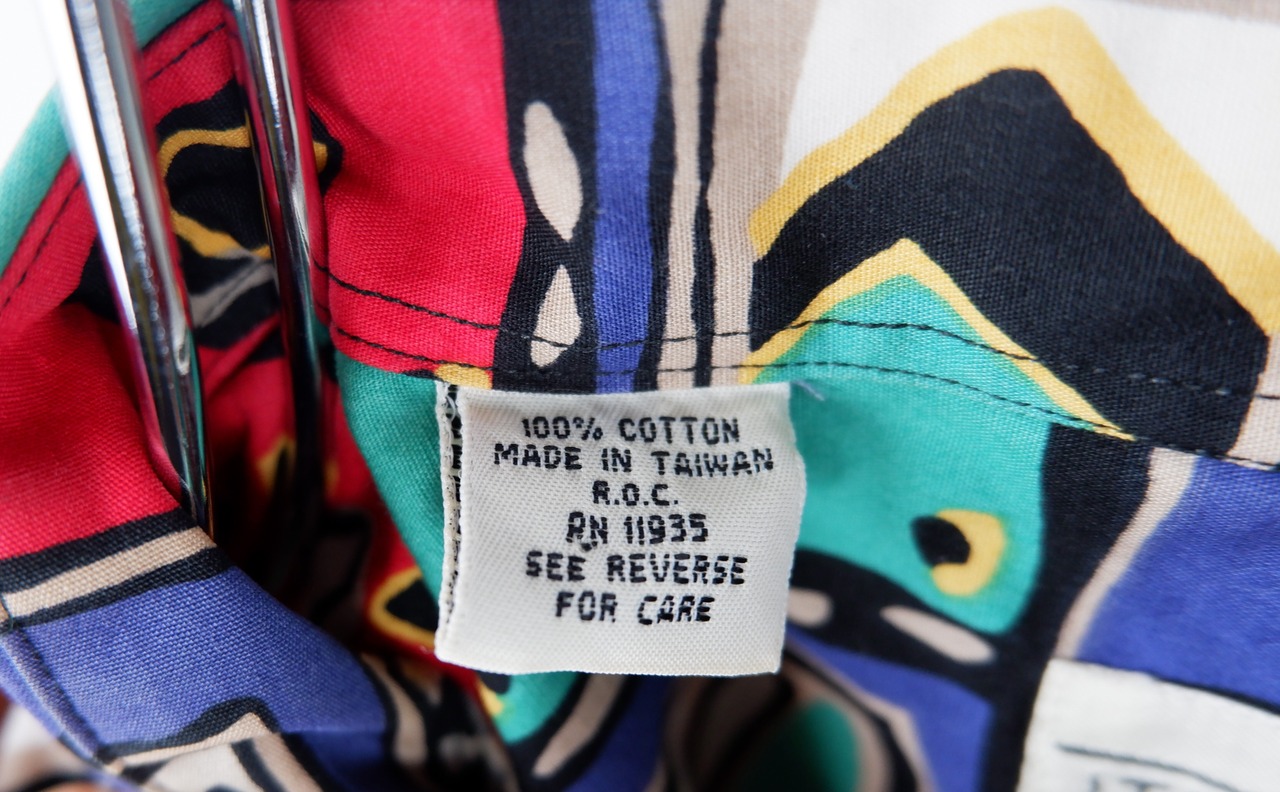 100% COTTON
MADE IN TAIWAN
R.O.C.
RN 11935
SEE REVERSE
FOR CARE